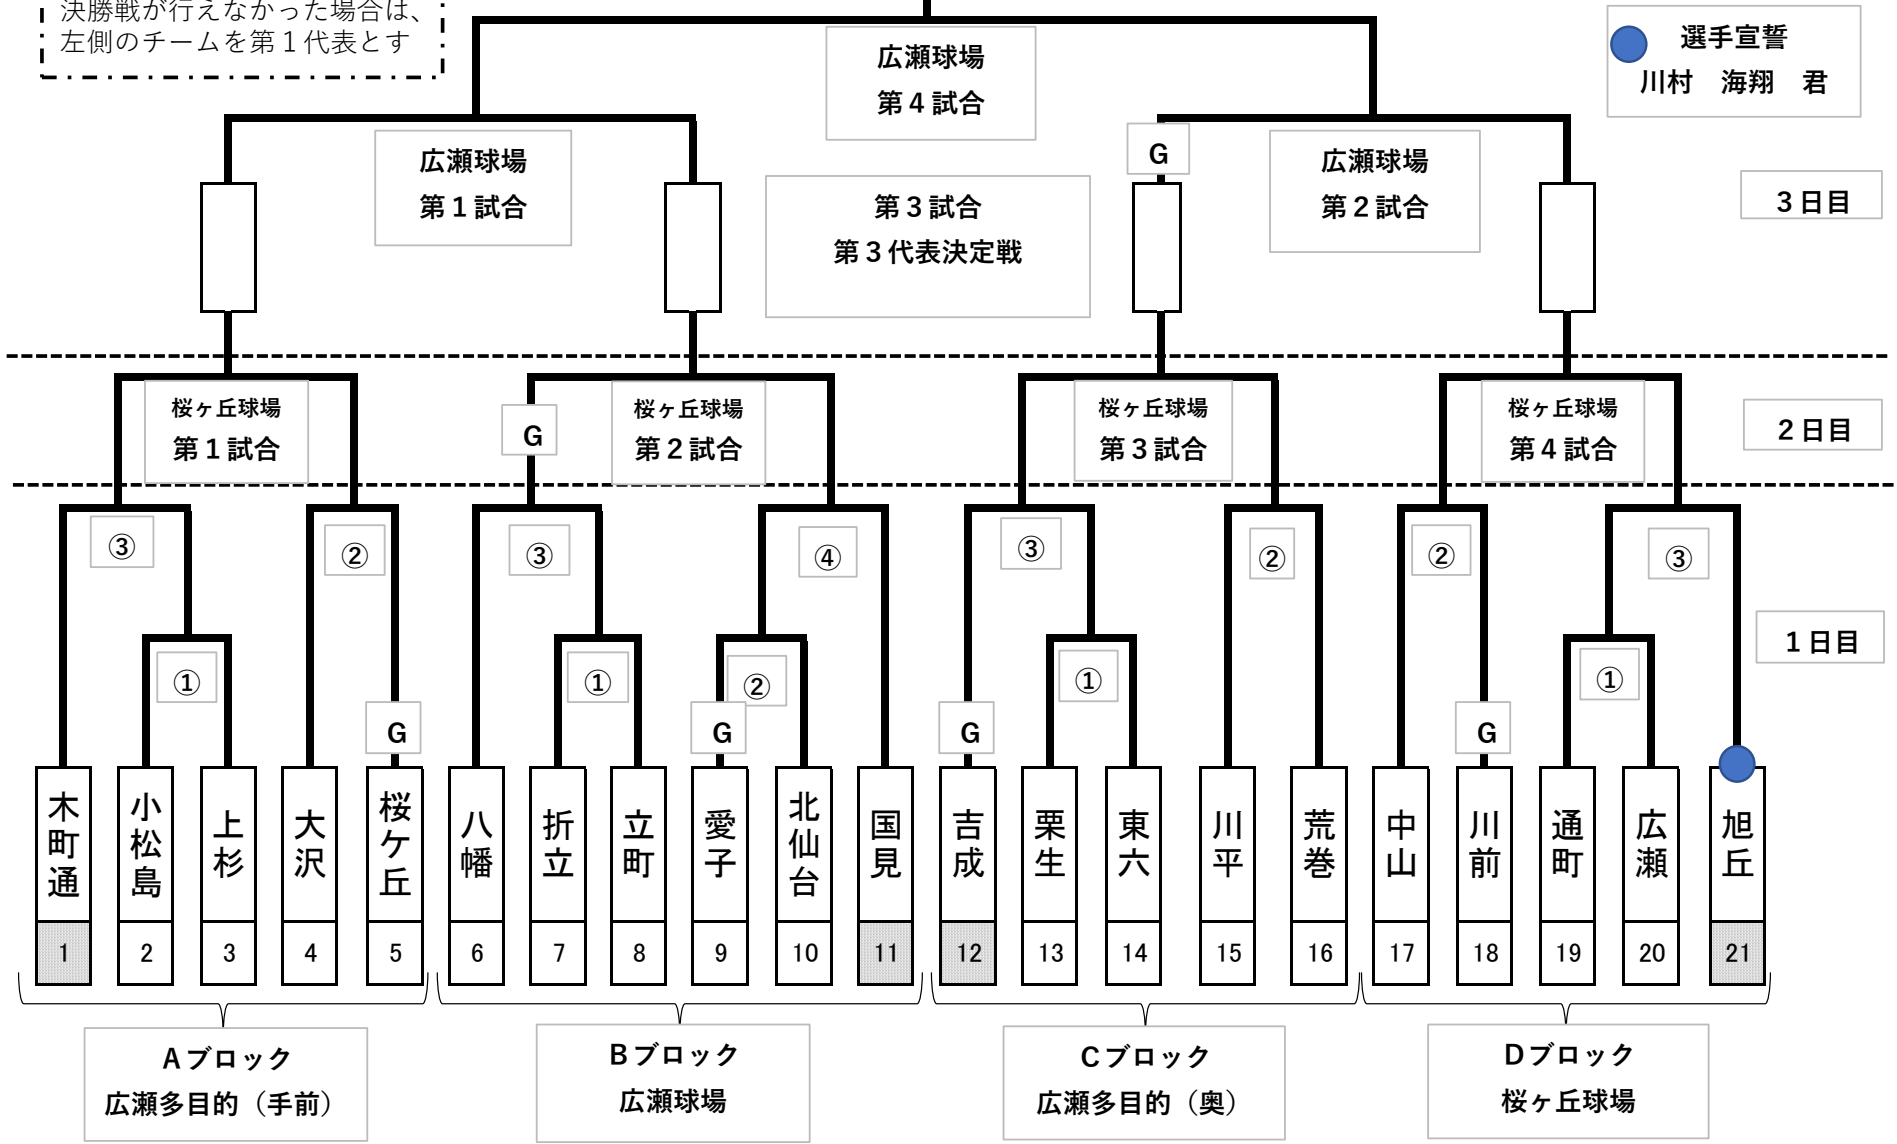 決勝戦が行えなかった場合は、
左側のチームを第１代表とす
選手宣誓
川村　海翔　君
広瀬球場
第４試合
広瀬球場
第１試合
G
広瀬球場
第２試合
第３試合
第３代表決定戦
３日目
桜ヶ丘球場
第１試合
G
桜ヶ丘球場
第２試合
桜ヶ丘球場
第３試合
桜ヶ丘球場
第４試合
２日目
③
②
③
④
③
②
②
③
１日目
①
①
②
①
①
G
G
G
G
木町通
小松島
上杉
大沢
桜ケ丘
八幡
折立
立町
愛子
北仙台
国見
吉成
栗生
東六
川平
荒巻
中山
川前
通町
広瀬
旭丘
1
2
3
4
5
6
7
8
9
10
11
12
13
14
15
16
17
18
19
20
21
Ａブロック
広瀬多目的（手前）
Ｂブロック
広瀬球場
Ｃブロック
広瀬多目的（奥）
Ｄブロック
桜ヶ丘球場